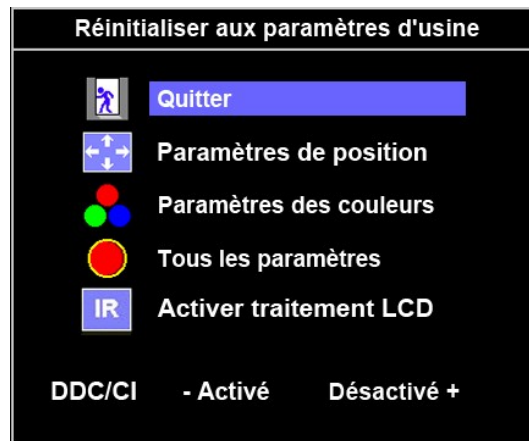 Réinitialiser aux paramètres d'usine
Quitter
Paramètres de position
Paramètres des couleurs
Tous les paramètres
IR Activer traitement LCD
DDC/CI - Activé Désactivé +